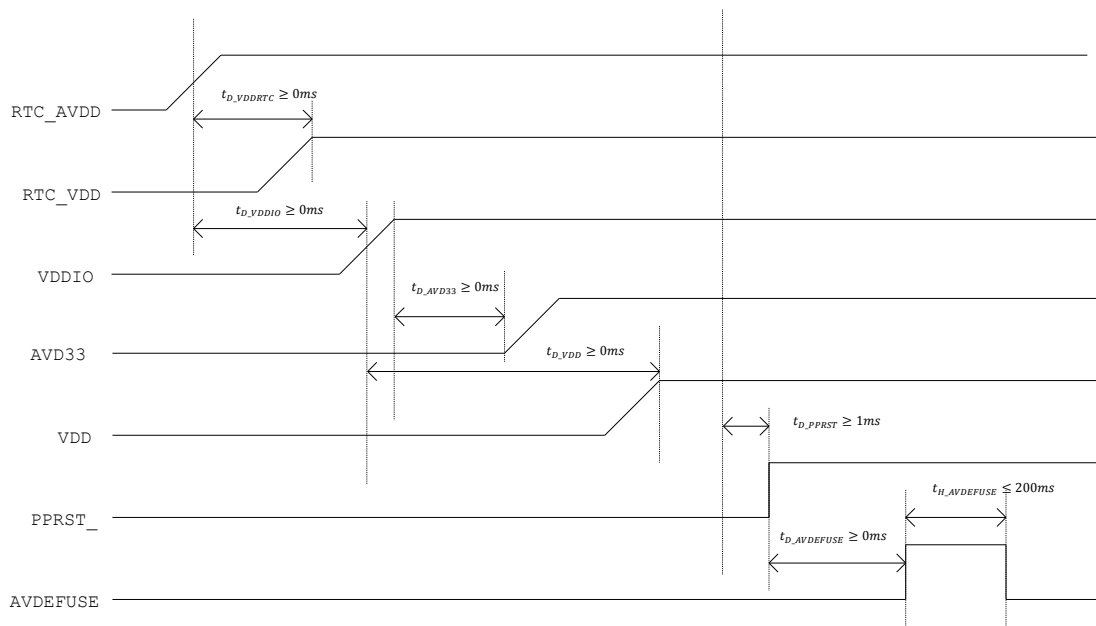 t_D_VDDRTC ≥ 0ms
RTC_AVDD
RTC_VDD
t_D_VDDIO ≥ 0ms
VDDIO
t_D_AVD33 ≥ 0ms
AVD33
t_D_VDD ≥ 0ms
VDD
t_D_PPRST ≥ 1ms
t_H_AVDEFUSE ≤ 200ms
PPRST_
t_D_AVDEFUSE ≥ 0ms
AVDEFUSE